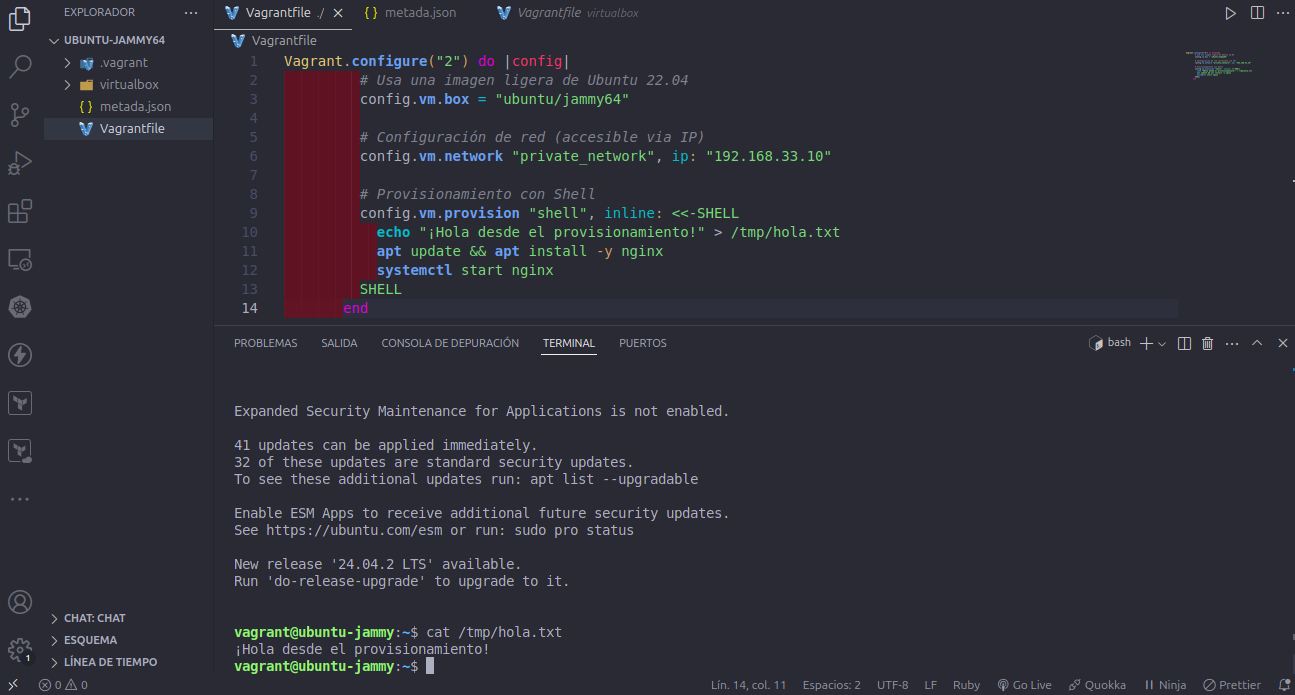 EXPLORADOR
Vagrantfile ./
metada.json
Vagrantfile virtualbox
UBUNTU-JAMMY64
.vagrant
virtualbox
{ } metada.json
Vagrantfile
Vagrantfile
1 Vagrant.configure("2") do |config|
2 # Usa una imagen ligera de Ubuntu 22.04
3 config.vm.box = "ubuntu/jammy64"
4
5 # Configuración de red (accesible via IP)
6 config.vm.network "private_network", ip: "192.168.33.10"
7
8 # Provisionamiento con Shell
9 config.vm.provision "shell", inline: <<-SHELL
10 echo "¡Hola desde el provisionamiento!" > /tmp/hola.txt
11 apt update && apt install -y nginx
12 systemctl start nginx
13 SHELL
14 end
PROBLEMAS SALIDA CONSOLA DE DEPURACIÓN TERMINAL PUERTOS bash
Expanded Security Maintenance for Applications is not enabled.
41 updates can be applied immediately.
32 of these updates are standard security updates.
To see these additional updates run: apt list --upgradable
Enable ESM Apps to receive additional future security updates.
See https://ubuntu.com/esm or run: sudo pro status
New release '24.04.2 LTS' available.
Run 'do-release-upgrade' to upgrade to it.
vagrant@ubuntu-jammy:~$ cat /tmp/hola.txt
¡Hola desde el provisionamiento!
vagrant@ubuntu-jammy:~$
CHAT: CHAT
ESQUEMA
LÍNEA DE TIEMPO
1
0 0 Lín. 14, col. 11 Espacios: 2 UTF-8 LF Ruby Go Live Quokka Ninja Prettier